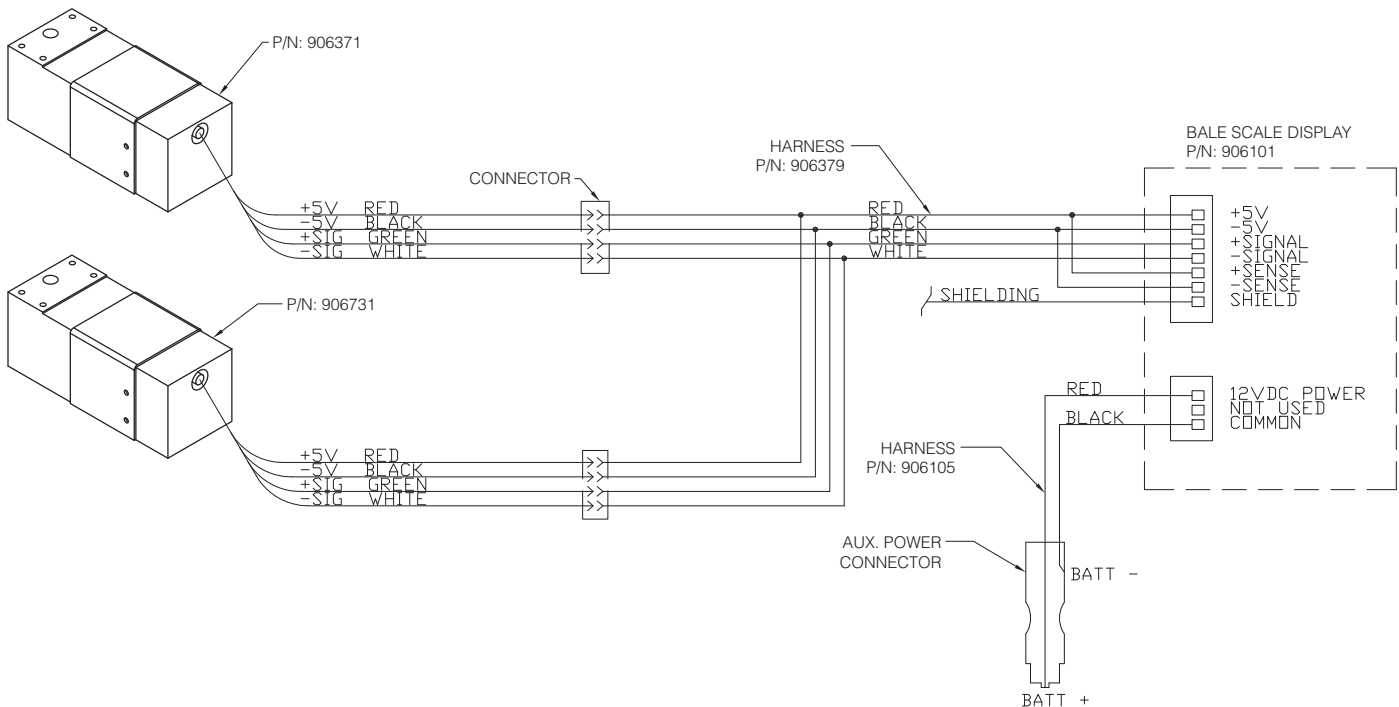 P/N: 906371
BALE SCALE DISPLAY
P/N: 906101
HARNESS
P/N: 906379
CONNECTOR
+5V RED
-5V BLACK
+SIG GREEN
-SIG WHITE
RED
BLACK
GREEN
WHITE
+5V
-5V
+SIGNAL
-SIGNAL
+SENSE
-SENSE
SHIELD
SHIELDING
P/N: 906731
RED
BLACK
12VDC POWER
NOT USED
COMMON
+5V RED
-5V BLACK
+SIG GREEN
-SIG WHITE
HARNESS
P/N: 906105
AUX. POWER
CONNECTOR
BATT -
BATT +